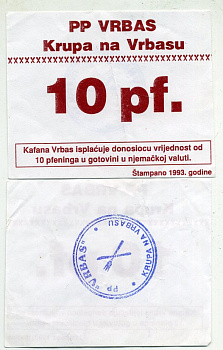 PP VRBAS
Krupa na Vrbasu
10 pf.
Kafana Vrbas isplaćuje donosiocu vrijednost od
10 pfeninga u gotovini u njemačkoj valuti.
Štampano 1993. godine
PP "VRBAS" KRUPA NA VRBASU